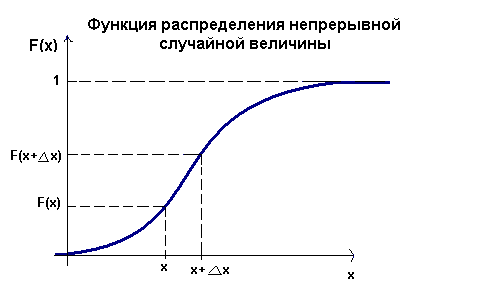 Функция распределения непрерывной
случайной величины
F(x)
1
F(x+△x)
F(x)
x
x+△x
x